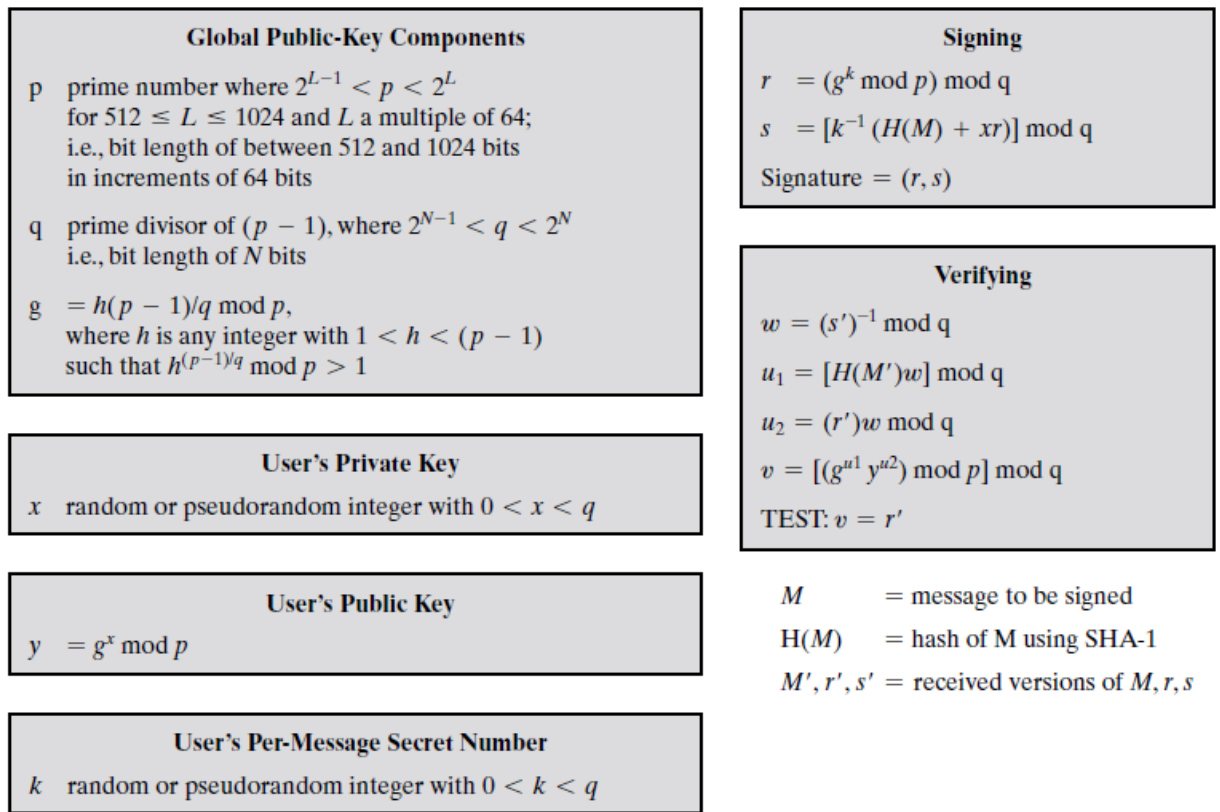 Global Public-Key Components
p prime number where 2^{L–1} < p < 2^L
for 512 ≤ L ≤ 1024 and L a multiple of 64;
i.e., bit length of between 512 and 1024 bits
in increments of 64 bits
q prime divisor of (p – 1), where 2^{N–1} < q < 2^N
i.e., bit length of N bits
g = h(p – 1)/q mod p,
where h is any integer with 1 < h < (p – 1)
such that h^{(p–1)/q} mod p > 1
User's Private Key
x random or pseudorandom integer with 0 < x < q
User's Public Key
y = g^x mod p
User's Per-Message Secret Number
k random or pseudorandom integer with 0 < k < q
Signing
r = (g^k mod p) mod q
s = [k^{–1} (H(M) + xr)] mod q
Signature = (r, s)
Verifying
w = (s')^{–1} mod q
u_1 = [H(M')w] mod q
u_2 = (r')w mod q
v = [(g^{u1} y^{u2}) mod p] mod q
TEST: v = r'
M = message to be signed
H(M) = hash of M using SHA-1
M', r', s' = received versions of M, r, s